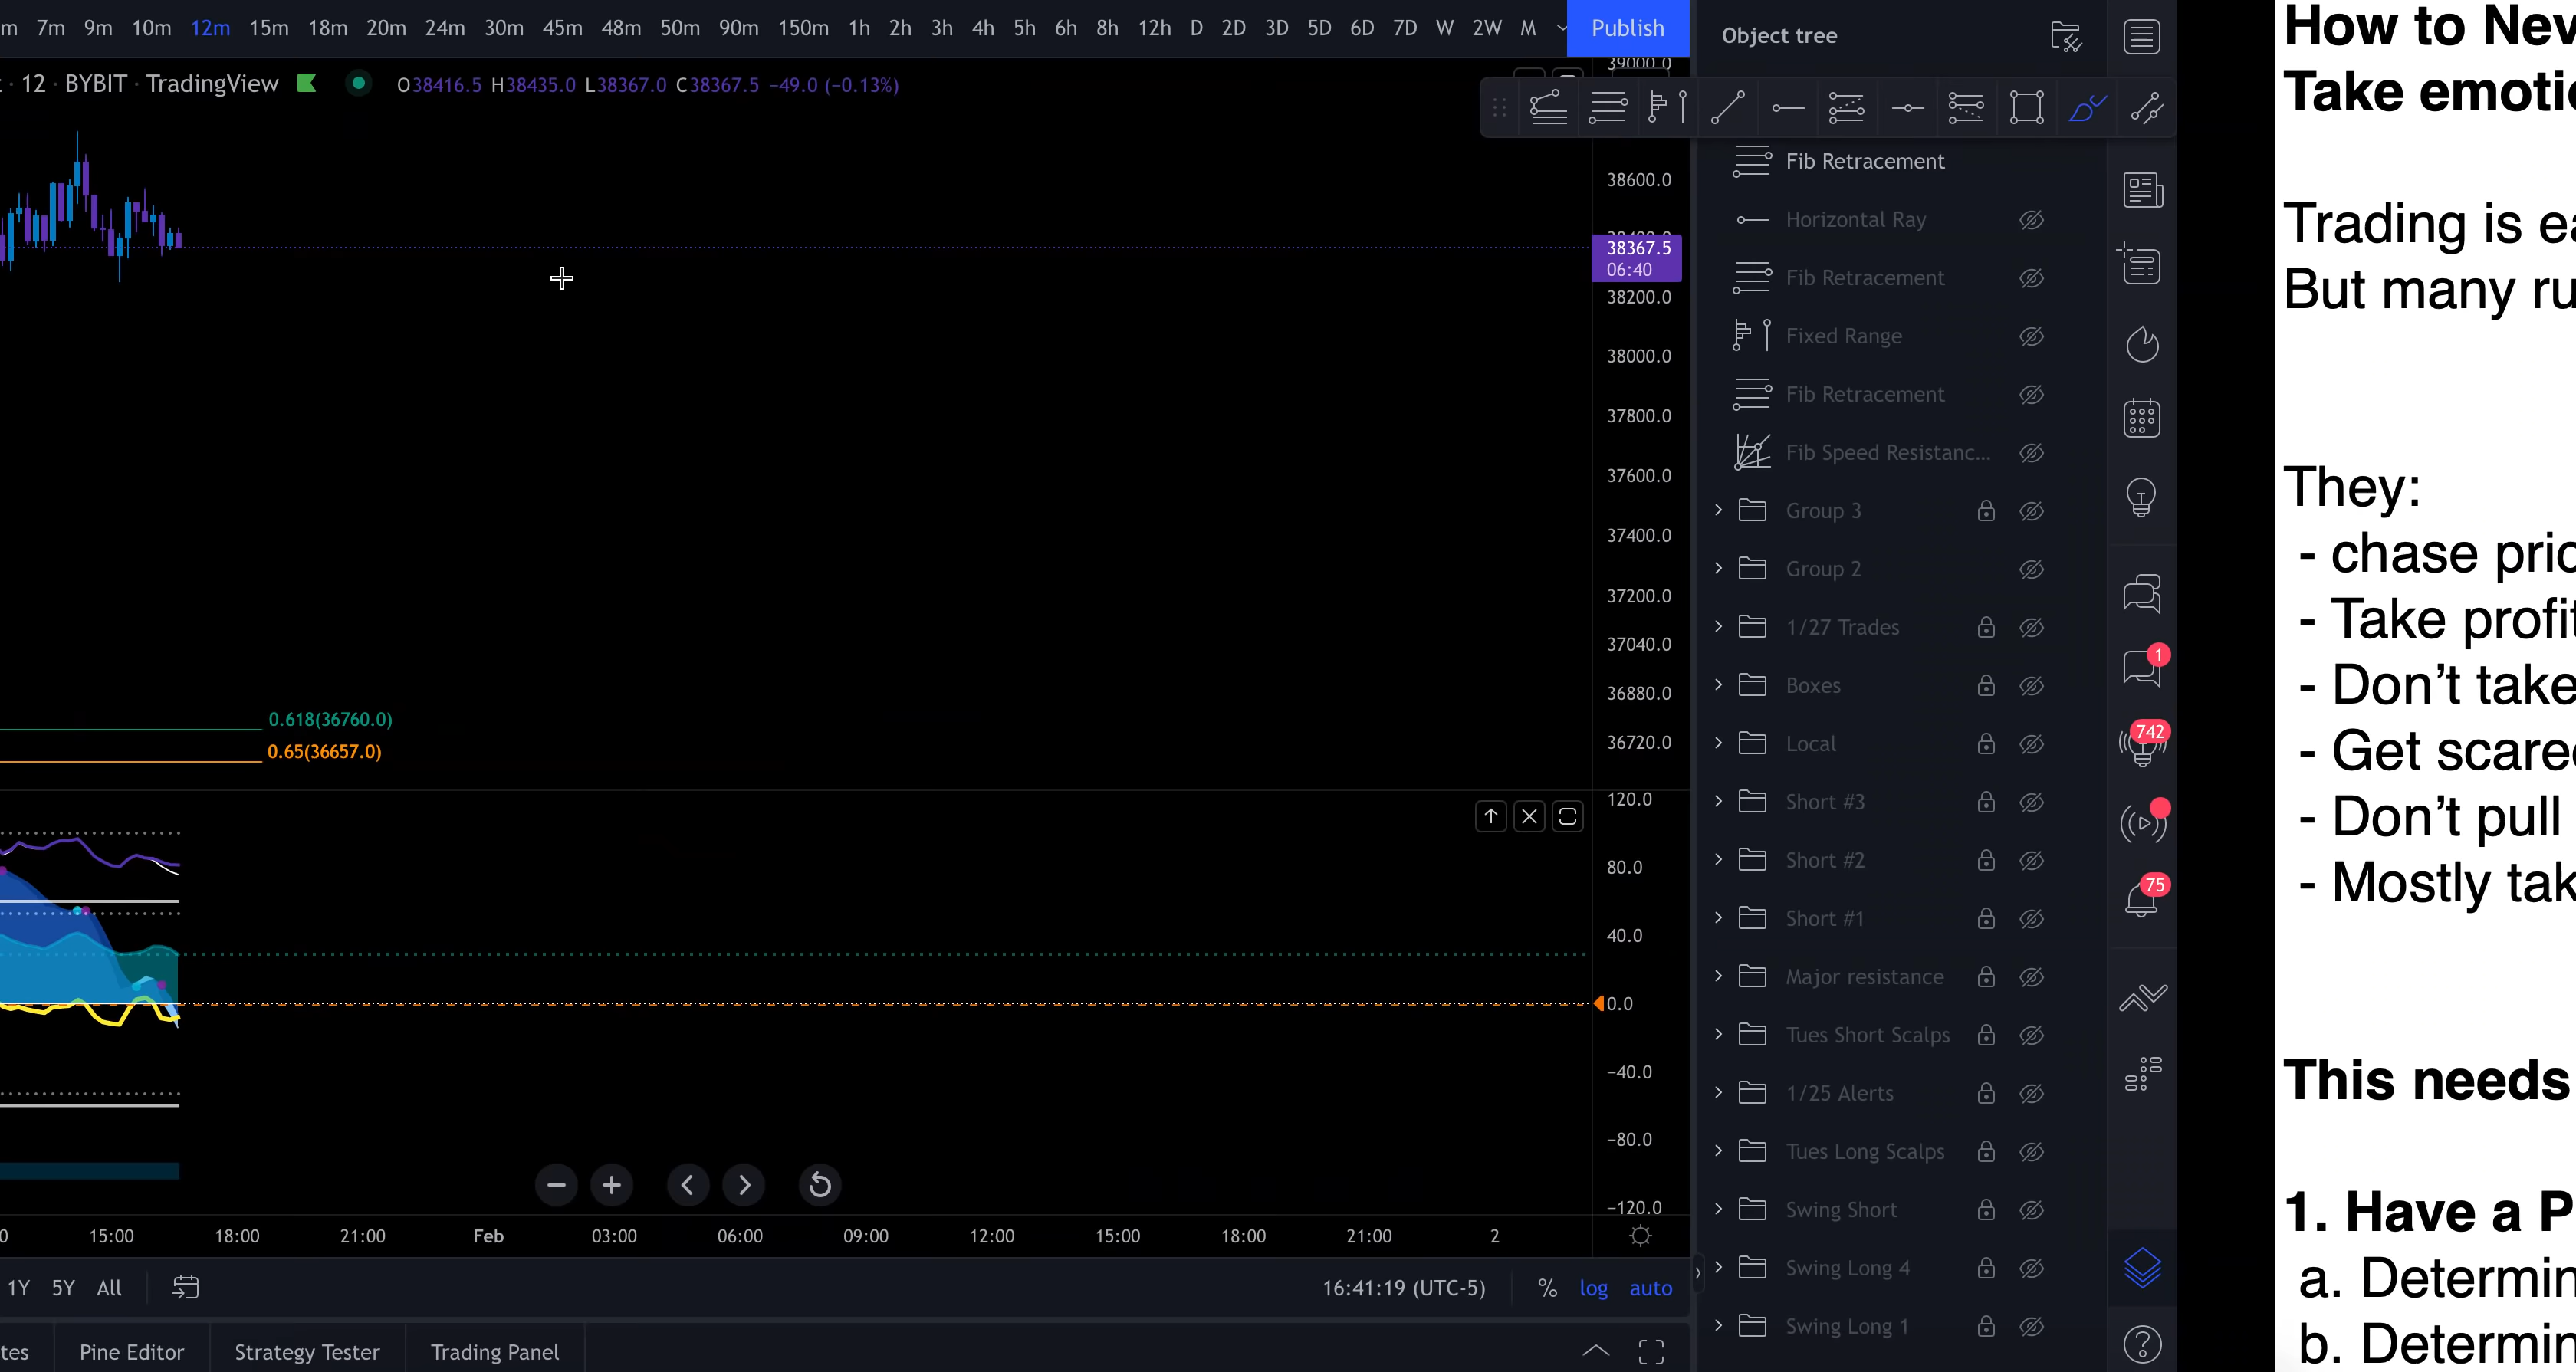 7m 9m 10m 12m 15m 18m 20m 24m 30m 45m 48m 50m 90m 150m 1h 2h 3h 4h 5h 6h 8h 12h D 2D 3D 5D 6D 7D W 2W M
Publish
12 · BYBIT · TradingView
O38416.5 H38435.0 L38367.0 C38367.5 −49.0 (−0.13%)
39000.0
38600.0
38367.5
06:40
38200.0
38000.0
37800.0
37600.0
37400.0
37200.0
37040.0
36880.0
36720.0
0.618(36760.0)
0.65(36657.0)
120.0
80.0
40.0
0.0
−40.0
−80.0
−120.0
15:00 18:00 21:00 Feb 03:00 06:00 09:00 12:00 15:00 18:00 21:00 2
1Y 5Y All
16:41:19 (UTC-5) % log auto
tes Pine Editor Strategy Tester Trading Panel
Object tree
Fib Retracement
Horizontal Ray
Fib Retracement
Fixed Range
Fib Retracement
Fib Speed Resistanc...
Group 3
Group 2
1/27 Trades
Boxes
Local
Short #3
Short #2
Short #1
Major resistance
Tues Short Scalps
1/25 Alerts
Tues Long Scalps
Swing Short
Swing Long 4
Swing Long 1
1
742
75
How to Nev
Take emotio
Trading is ea
But many ru
They:
- chase pric
- Take profit
- Don’t take
- Get scared
- Don’t pull
- Mostly tak
This needs
1. Have a P
a. Determin
b. Determin